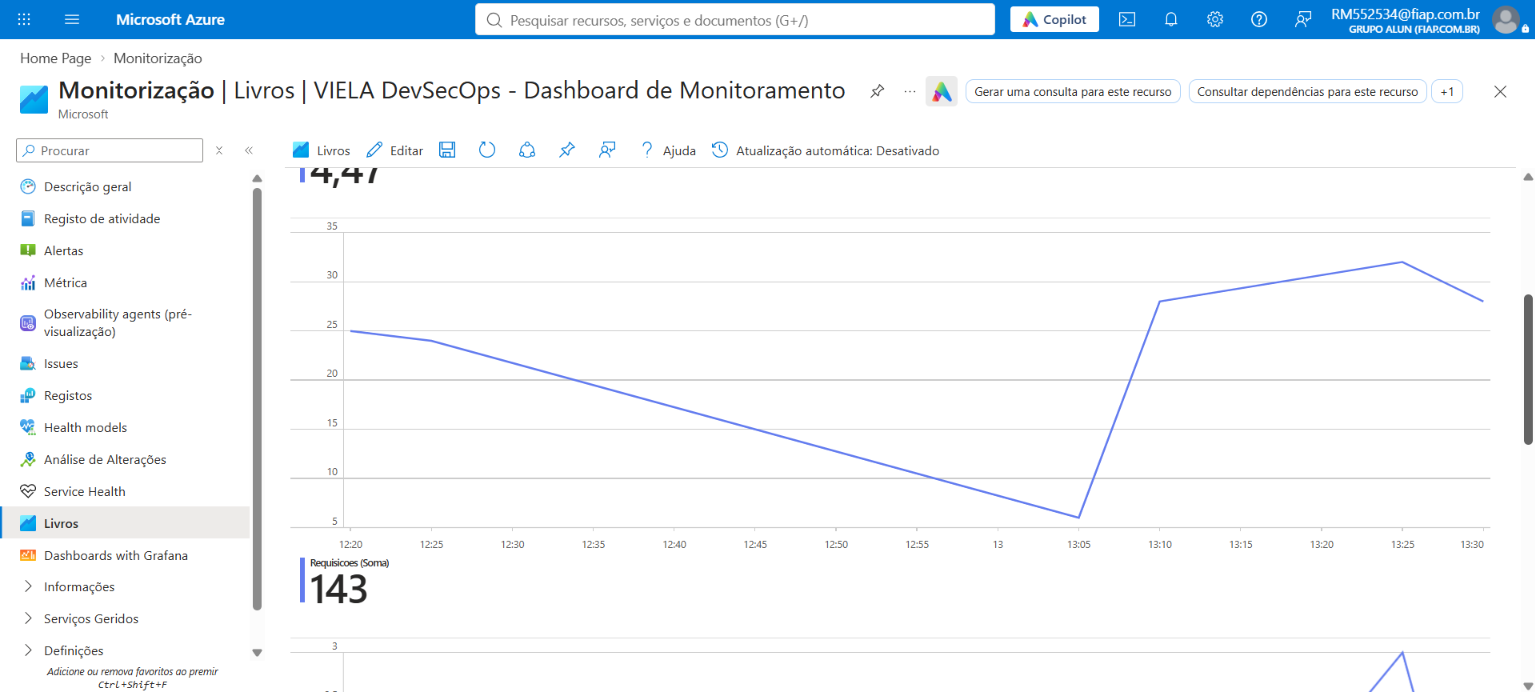 Microsoft Azure
Pesquisar recursos, serviços e documentos (G+/)
Copilot
RM552534@fiap.com.br
GRUPO ALUN (FIAP.COM.BR)
Home Page > Monitorização
Monitorização | Livros | VIELA DevSecOps - Dashboard de Monitoramento
Microsoft
Gerar uma consulta para este recurso
Consultar dependências para este recurso
+1
Procurar
Livros
Editar
Ajuda
Atualização automática: Desativado
Descrição geral
Registo de atividade
Alertas
Métrica
Observability agents (pré-
visualização)
Issues
Registos
Health models
Análise de Alterações
Service Health
Livros
Dashboards with Grafana
Informações
Serviços Geridos
Definições
Adicione ou remova favoritos ao premir
Ctrl+Shift+F
4,47
35
30
25
20
15
10
5
12:20 12:25 12:30 12:35 12:40 12:45 12:50 12:55 13 13:05 13:10 13:15 13:20 13:25 13:30
Requisicoes (Soma)
143
3